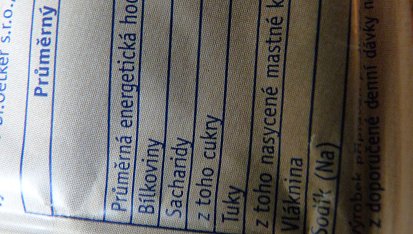 Dr.Oetker s.r.o.,
Průměrný
Průměrná energetická hod
Bílkoviny
Sacharidy
z toho cukry
Tuky
z toho nasycené mastné k
Vláknina
Sodík (Na)
Výrobek
z doporučené denní dávky